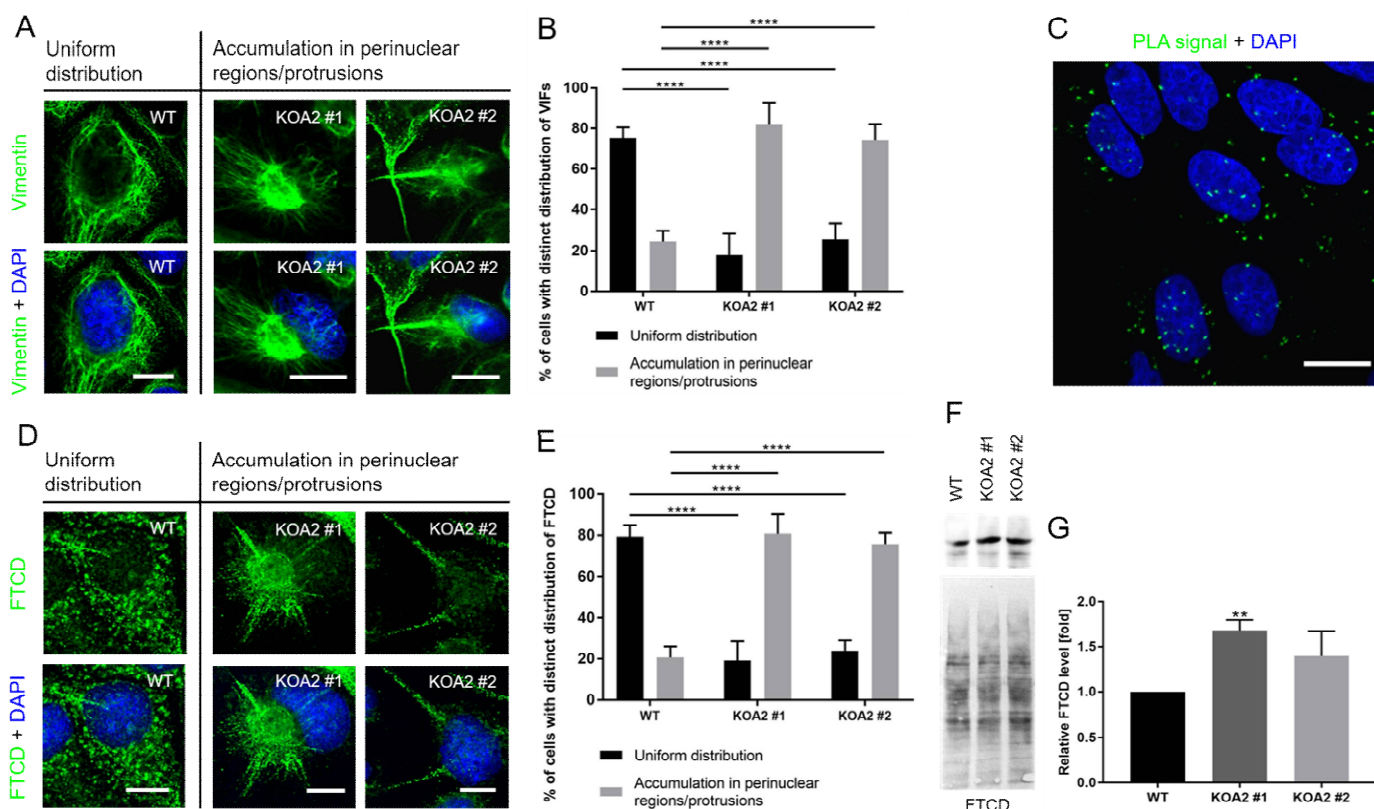 A
Uniform
distribution
Accumulation in perinuclear
regions/protrusions
Vimentin
WT
KOA2 #1
KOA2 #2
Vimentin + DAPI
WT
KOA2 #1
KOA2 #2
B
****
****
****
****
% of cells with distinct distribution of VIFs
100
80
60
40
20
0
WT
KOA2 #1
KOA2 #2
Uniform distribution
Accumulation in perinuclear
regions/protrusions
C
PLA signal + DAPI
D
Uniform
distribution
Accumulation in perinuclear
regions/protrusions
FTCD
WT
KOA2 #1
KOA2 #2
FTCD + DAPI
WT
KOA2 #1
KOA2 #2
E
****
****
****
****
% of cells with distinct distribution of FTCD
100
80
60
40
20
0
WT
KOA2 #1
KOA2 #2
Uniform distribution
Accumulation in perinuclear
regions/protrusions
F
WT
KOA2 #1
KOA2 #2
FTCD
G
Relative FTCD level [fold]
2.0
1.5
1.0
0.5
0.0
**
WT
KOA2 #1
KOA2 #2